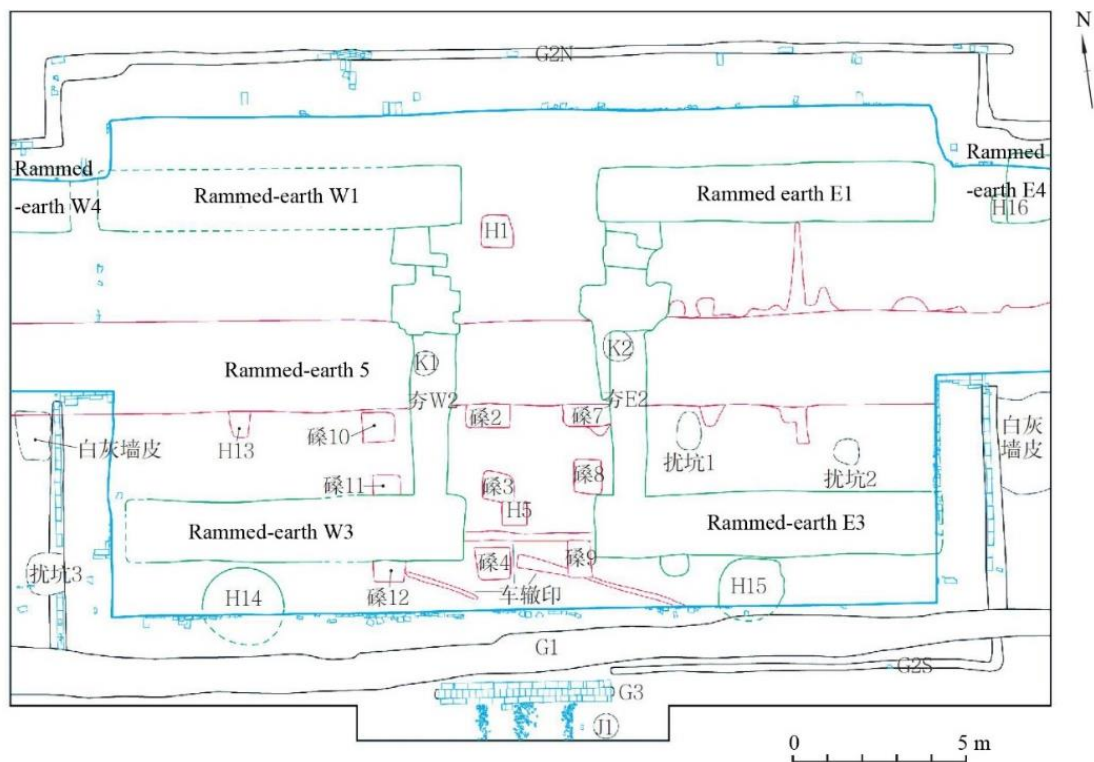 N
G2N
Rammed
-earth W4
Rammed-earth W1
Rammed earth E1
Rammed
-earth E4
H16
H1
K1
K2
Rammed-earth 5
夯W2
夯E2
磉2
磉7
白灰墙皮
H13
磉10
扰坑1
扰坑2
白灰
墙皮
磉11
磉3
磉8
H5
Rammed-earth W3
Rammed-earth E3
扰坑3
H14
磉12
磉4
磉9
车辙印
H15
G1
G2S
G3
J1
0 5 m